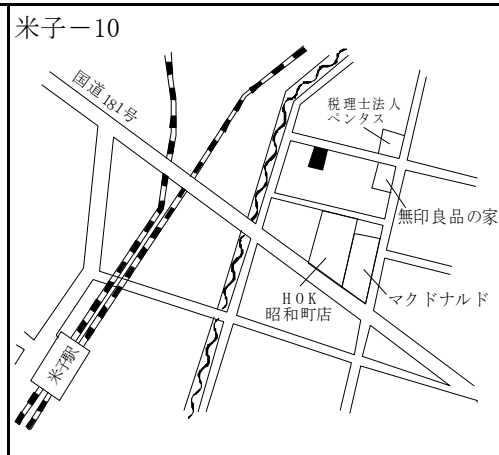 米子－10
国道181号
税理士法人
ペンタス
無印良品の家
HOK
昭和町店
マクドナルド
米子駅